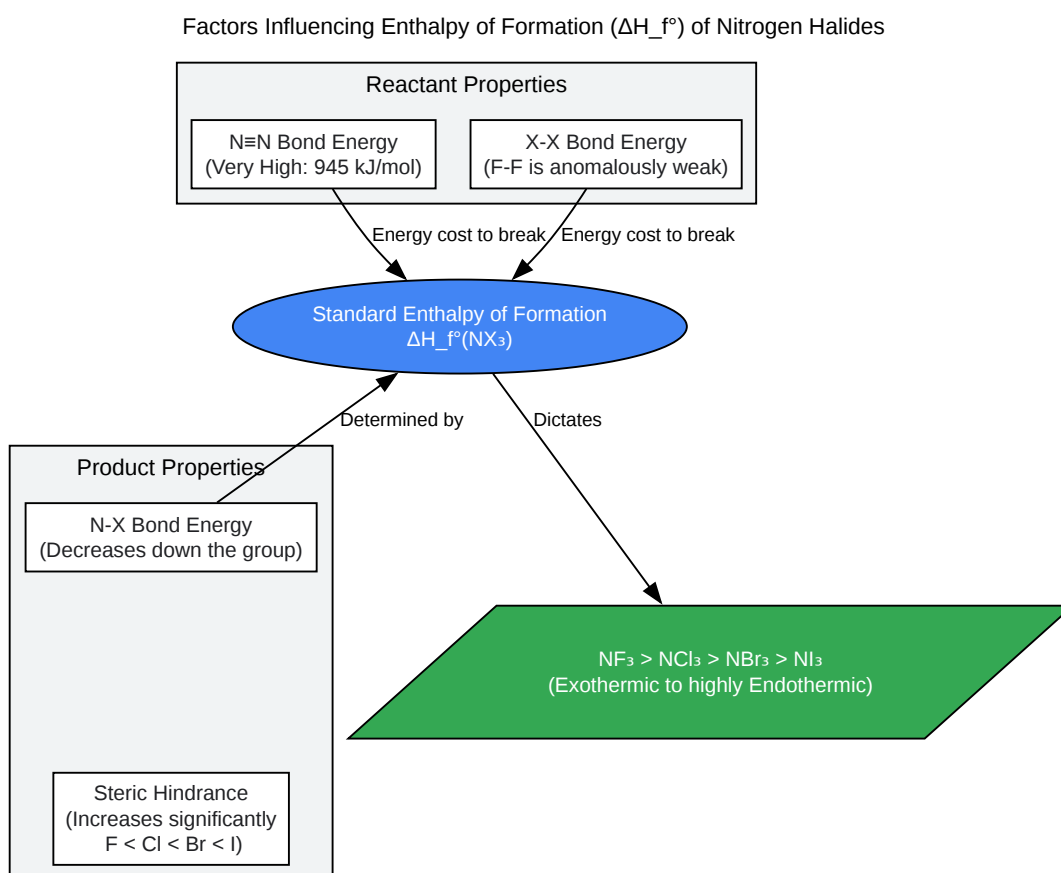 Factors Influencing Enthalpy of Formation (ΔH_f°) of Nitrogen Halides
Reactant Properties
N≡N Bond Energy
(Very High: 945 kJ/mol)
X-X Bond Energy
(F-F is anomalously weak)
Energy cost to break
Energy cost to break
Standard Enthalpy of Formation
ΔH_f°(NX₃)
Determined by
Dictates
Product Properties
N-X Bond Energy
(Decreases down the group)
NF₃ > NCl₃ > NBr₃ > NI₃
(Exothermic to highly Endothermic)
Steric Hindrance
(Increases significantly
F < Cl < Br < I)